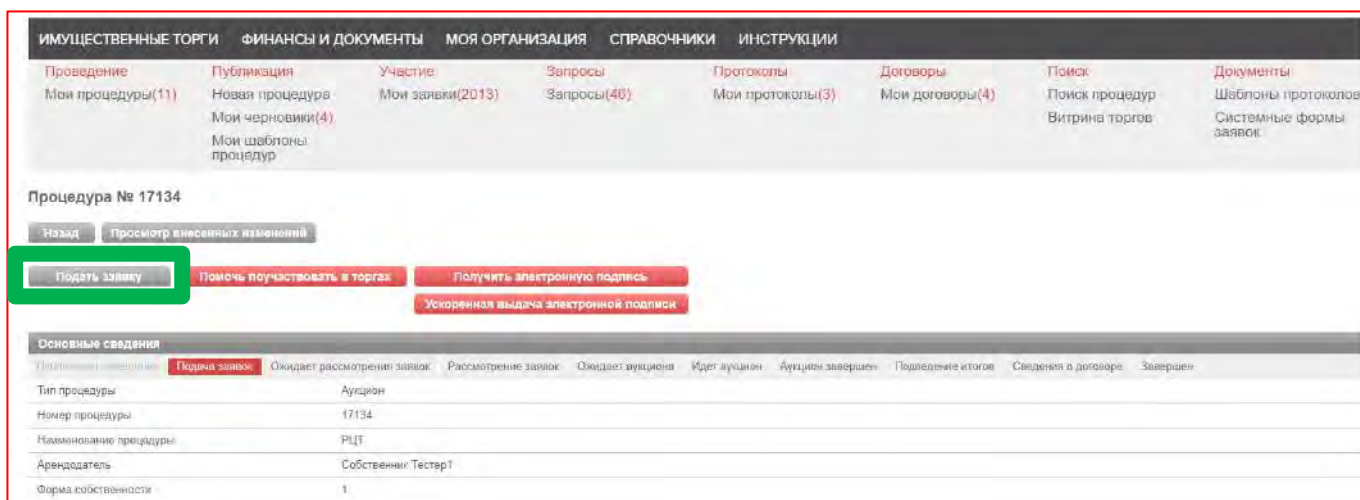 ИМУЩЕСТВЕННЫЕ ТОРГИ ФИНАНСЫ И ДОКУМЕНТЫ МОЯ ОРГАНИЗАЦИЯ СПРАВОЧНИКИ ИНСТРУКЦИИ
Проведение Публикация Участие Запросы Протоколы Договоры Поиск Документы
Мои процедуры(11) Новая процедура Мои заявки(2013) Запросы(46) Мои протоколы(3) Мои договоры(4) Поиск процедур Шаблоны протоколов
Мои черновики(4) Витрина торгов Системные формы
заявок
Мои шаблоны
процедур
Процедура № 17134
Назад Просмотр внесенных изменений
Подать заявку Помочь поучаствовать в торгах Получить электронную подпись
Ускоренная выдача электронной подписи
Основные сведения
Подача заявок Ожидает рассмотрения заявок Рассмотрение заявок Ожидает аукциона Идет аукцион Аукцион завершен Подведение итогов Сведения о договоре Завершен
Тип процедуры Аукцион
Номер процедуры 17134
Наименование процедуры РЦТ
Арендодатель Собственник Тестер1
Форма собственности 1